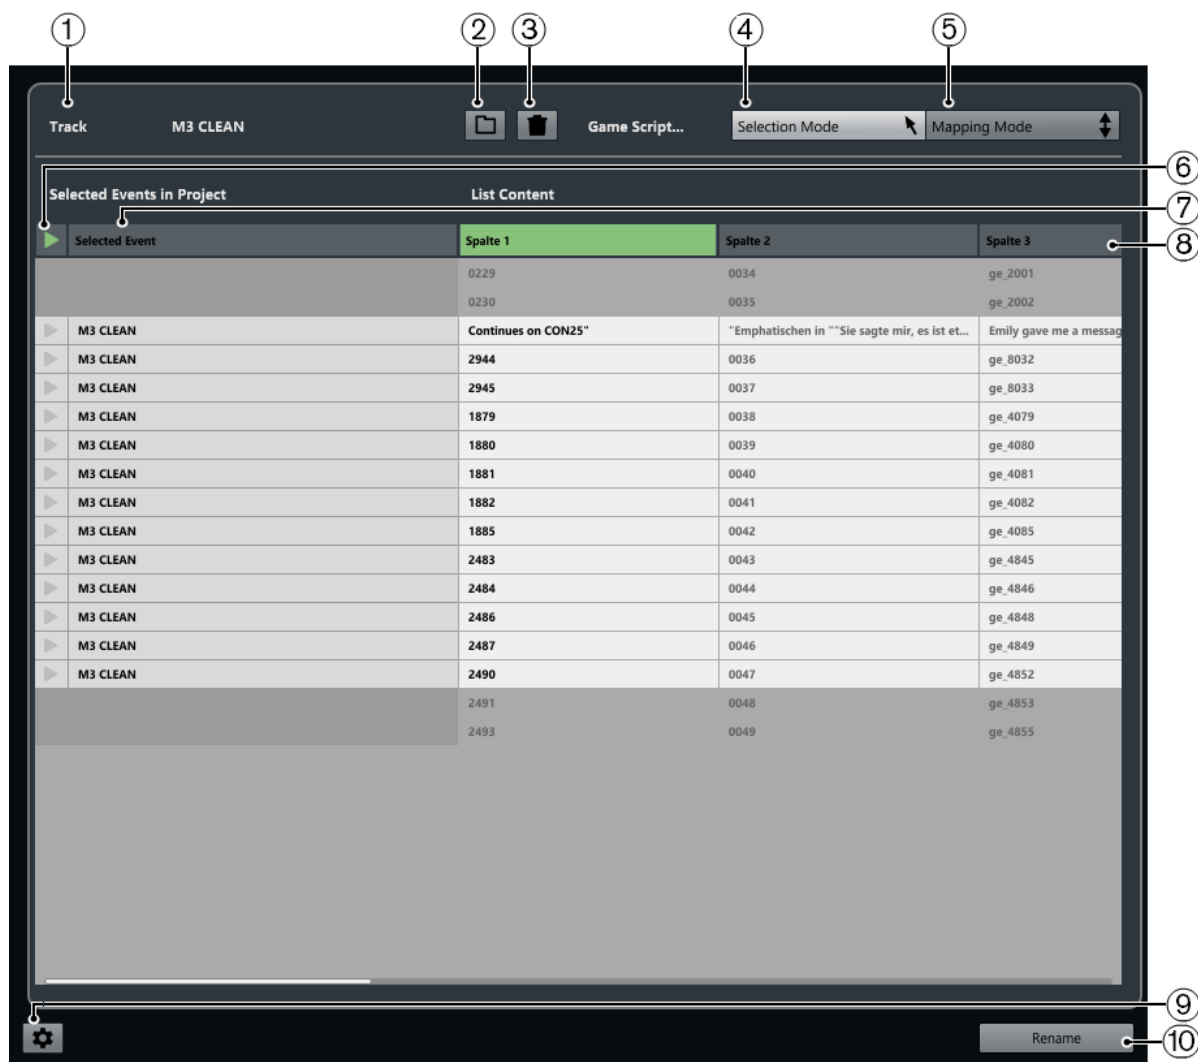 1 2 3 4 5
Track M3 CLEAN Game Script... Selection Mode Mapping Mode
6
Selected Events in Project List Content
7
Selected Event Spalte 1 Spalte 2 Spalte 3
8
0229 0034 ge_2001
0230 0035 ge_2002
M3 CLEAN Continues on CON25" "Emphatischen in ""Sie sagte mir, es ist et... Emily gave me a messag
M3 CLEAN 2944 0036 ge_8032
M3 CLEAN 2945 0037 ge_8033
M3 CLEAN 1879 0038 ge_4079
M3 CLEAN 1880 0039 ge_4080
M3 CLEAN 1881 0040 ge_4081
M3 CLEAN 1882 0041 ge_4082
M3 CLEAN 1885 0042 ge_4085
M3 CLEAN 2483 0043 ge_4845
M3 CLEAN 2484 0044 ge_4846
M3 CLEAN 2486 0045 ge_4848
M3 CLEAN 2487 0046 ge_4849
M3 CLEAN 2490 0047 ge_4852
2491 0048 ge_4853
2493 0049 ge_4855
9
Rename
10